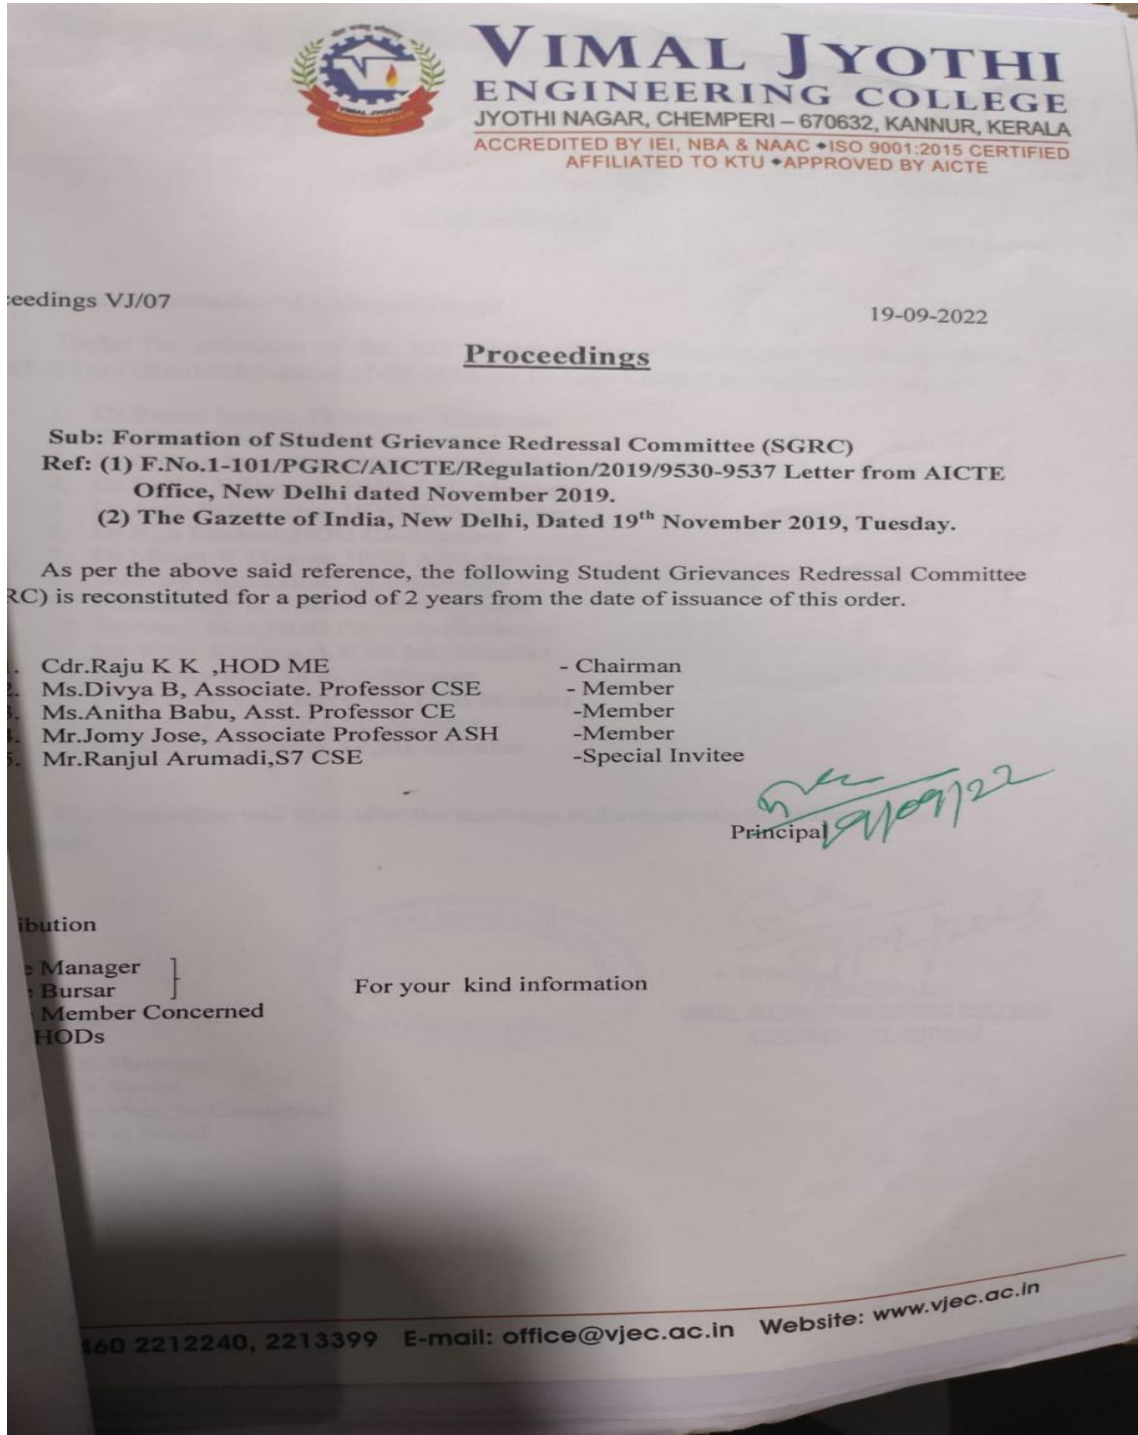 VIMAL JYOTHI
ENGINEERING COLLEGE
JYOTHI NAGAR, CHEMPERI – 670632, KANNUR, KERALA
ACCREDITED BY IEI, NBA & NAAC ◆ISO 9001:2015 CERTIFIED
AFFILIATED TO KTU ◆APPROVED BY AICTE
ceedings VJ/07
19-09-2022
Proceedings
Sub: Formation of Student Grievance Redressal Committee (SGRC)
Ref: (1) F.No.1-101/PGRC/AICTE/Regulation/2019/9530-9537 Letter from AICTE
Office, New Delhi dated November 2019.
(2) The Gazette of India, New Delhi, Dated 19th November 2019, Tuesday.
As per the above said reference, the following Student Grievances Redressal Committee
RC) is reconstituted for a period of 2 years from the date of issuance of this order.
Cdr.Raju K K ,HOD ME - Chairman
Ms.Divya B, Associate. Professor CSE - Member
Ms.Anitha Babu, Asst. Professor CE -Member
Mr.Jomy Jose, Associate Professor ASH -Member
Mr.Ranjul Arumadi,S7 CSE -Special Invitee
19/09/22
Principal
ibution
e Manager
e Bursar
For your kind information
Member Concerned
HODs
460 2212240, 2213399 E-mail: office@vjec.ac.in Website: www.vjec.ac.in